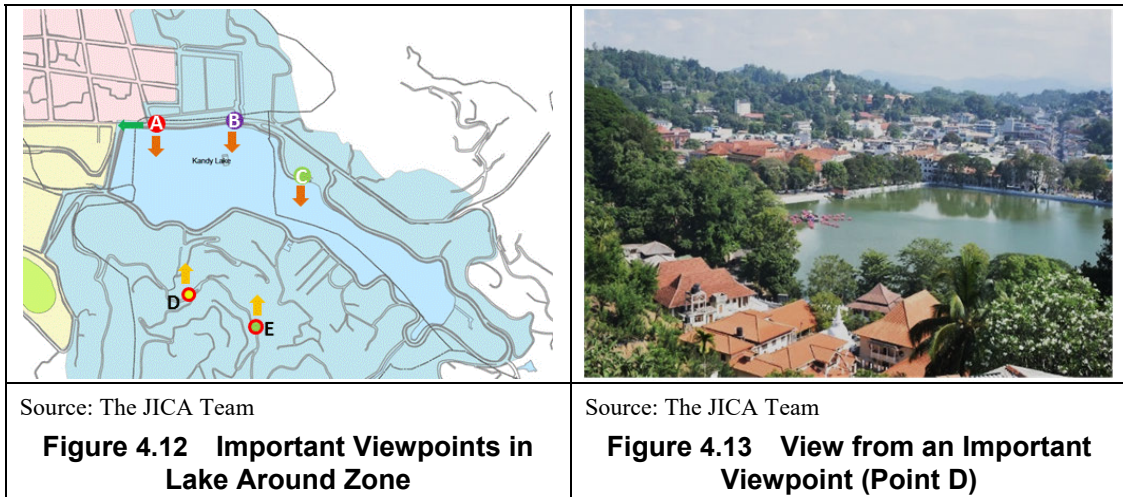 A
B
Kandy Lake
C
D
E
Source: The JICA Team
Figure 4.12 Important Viewpoints in
Lake Around Zone
Source: The JICA Team
Figure 4.13 View from an Important
Viewpoint (Point D)